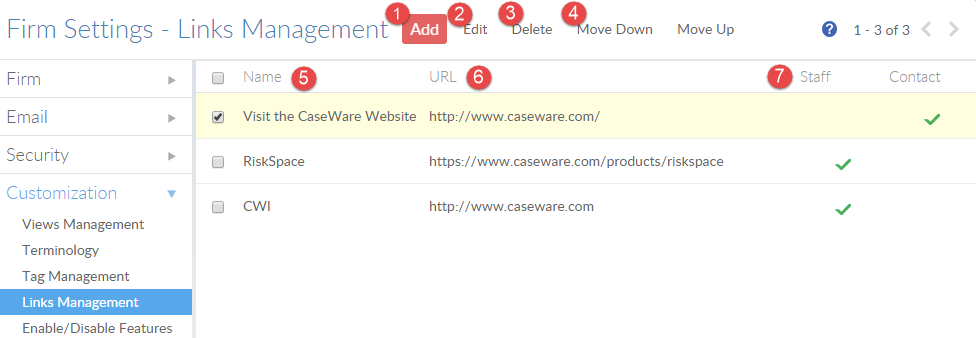 Firm Settings - Links Management 1 Add 2 Edit 3 Delete 4 Move Down Move Up ? 1 - 3 of 3
Firm
Email
Security
Customization
Views Management
Terminology
Tag Management
Links Management
Enable/Disable Features
Name 5 URL 6 7 Staff Contact
Visit the CaseWare Website http://www.caseware.com/
RiskSpace https://www.caseware.com/products/riskspace
CWI http://www.caseware.com